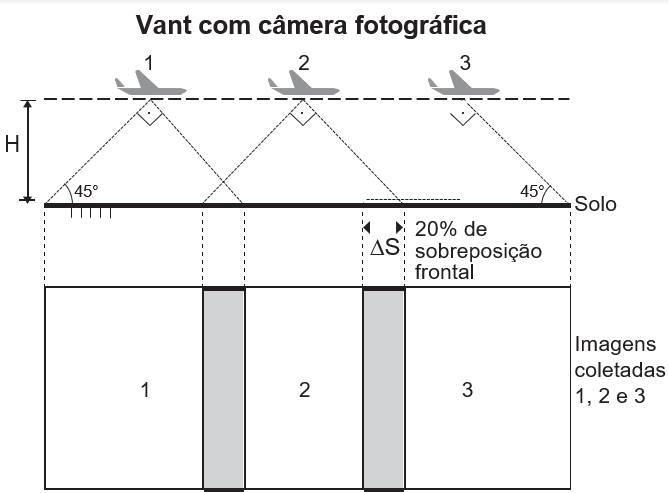 Vant com câmera fotográfica
1 2 3
H
45°
45°
Solo
ΔS
20% de
sobreposição
frontal
1 2 3
Imagens
coletadas
1, 2 e 3